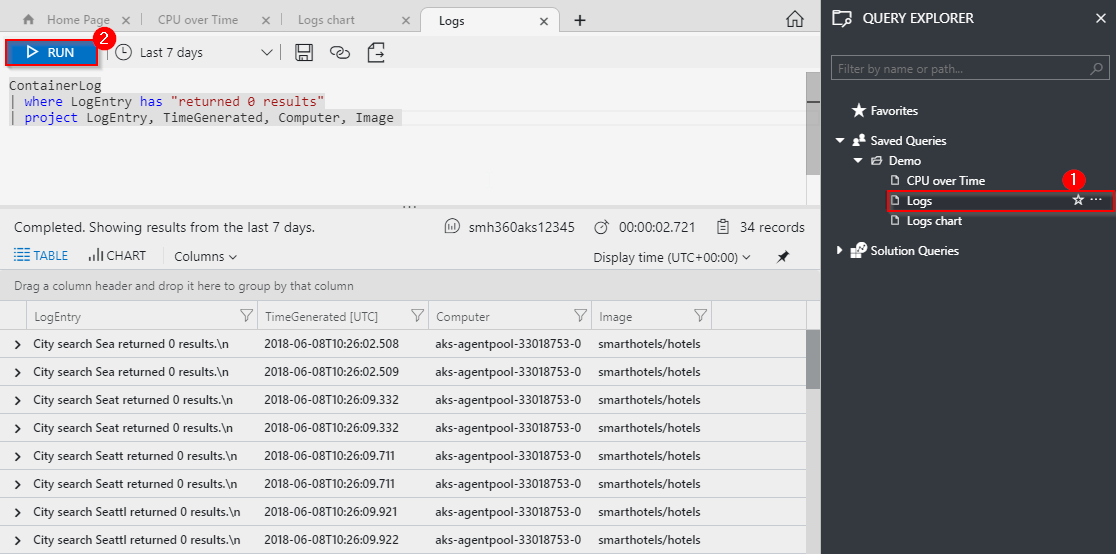 Home Page CPU over Time Logs chart Logs
2
RUN Last 7 days
ContainerLog
| where LogEntry has "returned 0 results"
| project LogEntry, TimeGenerated, Computer, Image
Completed. Showing results from the last 7 days. smh360aks12345 00:00:02.721 34 records
TABLE CHART Columns Display time (UTC+00:00)
Drag a column header and drop it here to group by that column
LogEntry TimeGenerated [UTC] Computer Image
City search Sea returned 0 results.\n 2018-06-08T10:26:02.508 aks-agentpool-33018753-0 smarthotels/hotels
City search Sea returned 0 results.\n 2018-06-08T10:26:02.509 aks-agentpool-33018753-0 smarthotels/hotels
City search Seat returned 0 results.\n 2018-06-08T10:26:09.332 aks-agentpool-33018753-0 smarthotels/hotels
City search Seat returned 0 results.\n 2018-06-08T10:26:09.332 aks-agentpool-33018753-0 smarthotels/hotels
City search Seatt returned 0 results.\n 2018-06-08T10:26:09.711 aks-agentpool-33018753-0 smarthotels/hotels
City search Seatt returned 0 results.\n 2018-06-08T10:26:09.711 aks-agentpool-33018753-0 smarthotels/hotels
City search Seattl returned 0 results.\n 2018-06-08T10:26:09.921 aks-agentpool-33018753-0 smarthotels/hotels
City search Seattl returned 0 results.\n 2018-06-08T10:26:09.922 aks-agentpool-33018753-0 smarthotels/hotels
QUERY EXPLORER
Filter by name or path...
Favorites
Saved Queries
Demo
CPU over Time
1
Logs
Logs chart
Solution Queries